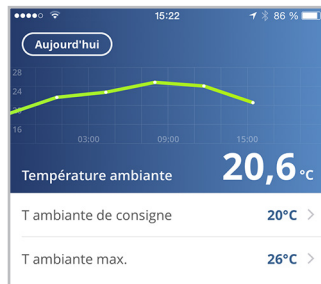 15:22 86 %
Aujourd'hui
28
24
16
03:00 09:00 15:00
Température ambiante 20,6 °C
T ambiante de consigne 20°C
T ambiante max. 26°C